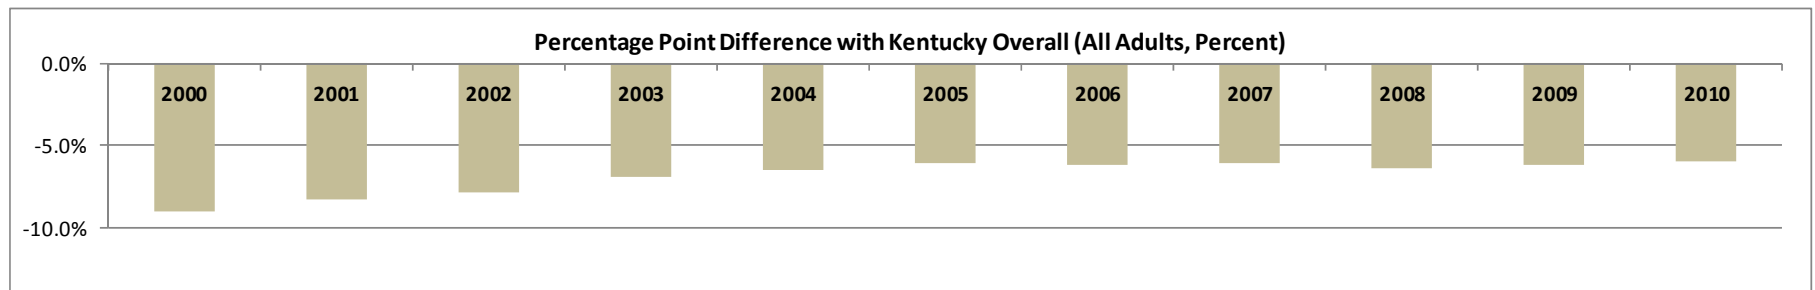 Percentage Point Difference with Kentucky Overall (All Adults, Percent)
0.0%
2000 2001 2002 2003 2004 2005 2006 2007 2008 2009 2010
-5.0%
-10.0%